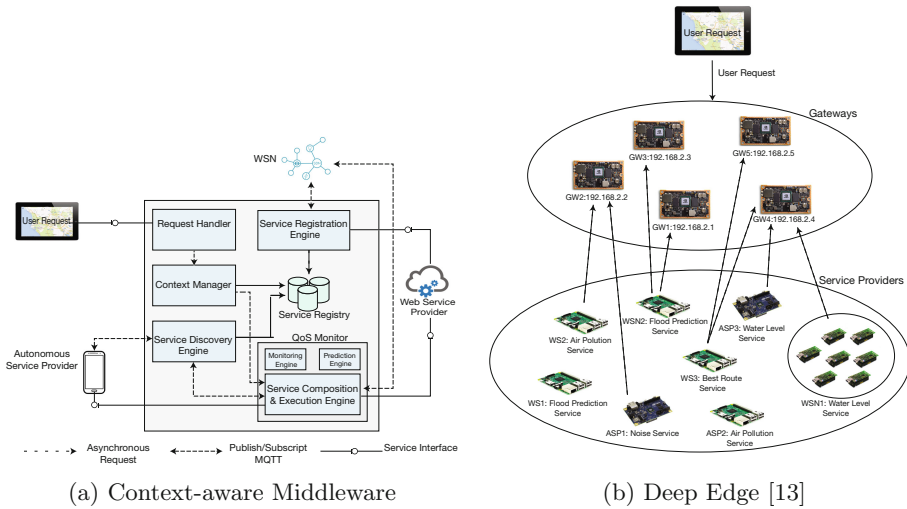 User Request
User Request
Gateways
GW3:192.168.2.3
GW5:192.168.2.5
GW2:192.168.2.2
GW1:192.168.2.1
GW4:192.168.2.4
Service Providers
WS2: Air Polution
Service
WSN2: Flood Prediction
Service
ASP3: Water Level
Service
WS3: Best Route
Service
WSN1: Water Level
Service
WS1: Flood Prediction
Service
ASP1: Noise Service
ASP2: Air Pollution
Service
WSN
User Request
Request Handler
Service Registration
Engine
Context Manager
Service Registry
Web Service
Provider
Service Discovery
Engine
QoS Monitor
Autonomous
Service Provider
Monitoring
Engine
Prediction
Engine
Service Composition
& Execution Engine
Asynchronous
Request
Publish/Subscript
MQTT
Service Interface
(a) Context-aware Middleware
(b) Deep Edge [13]